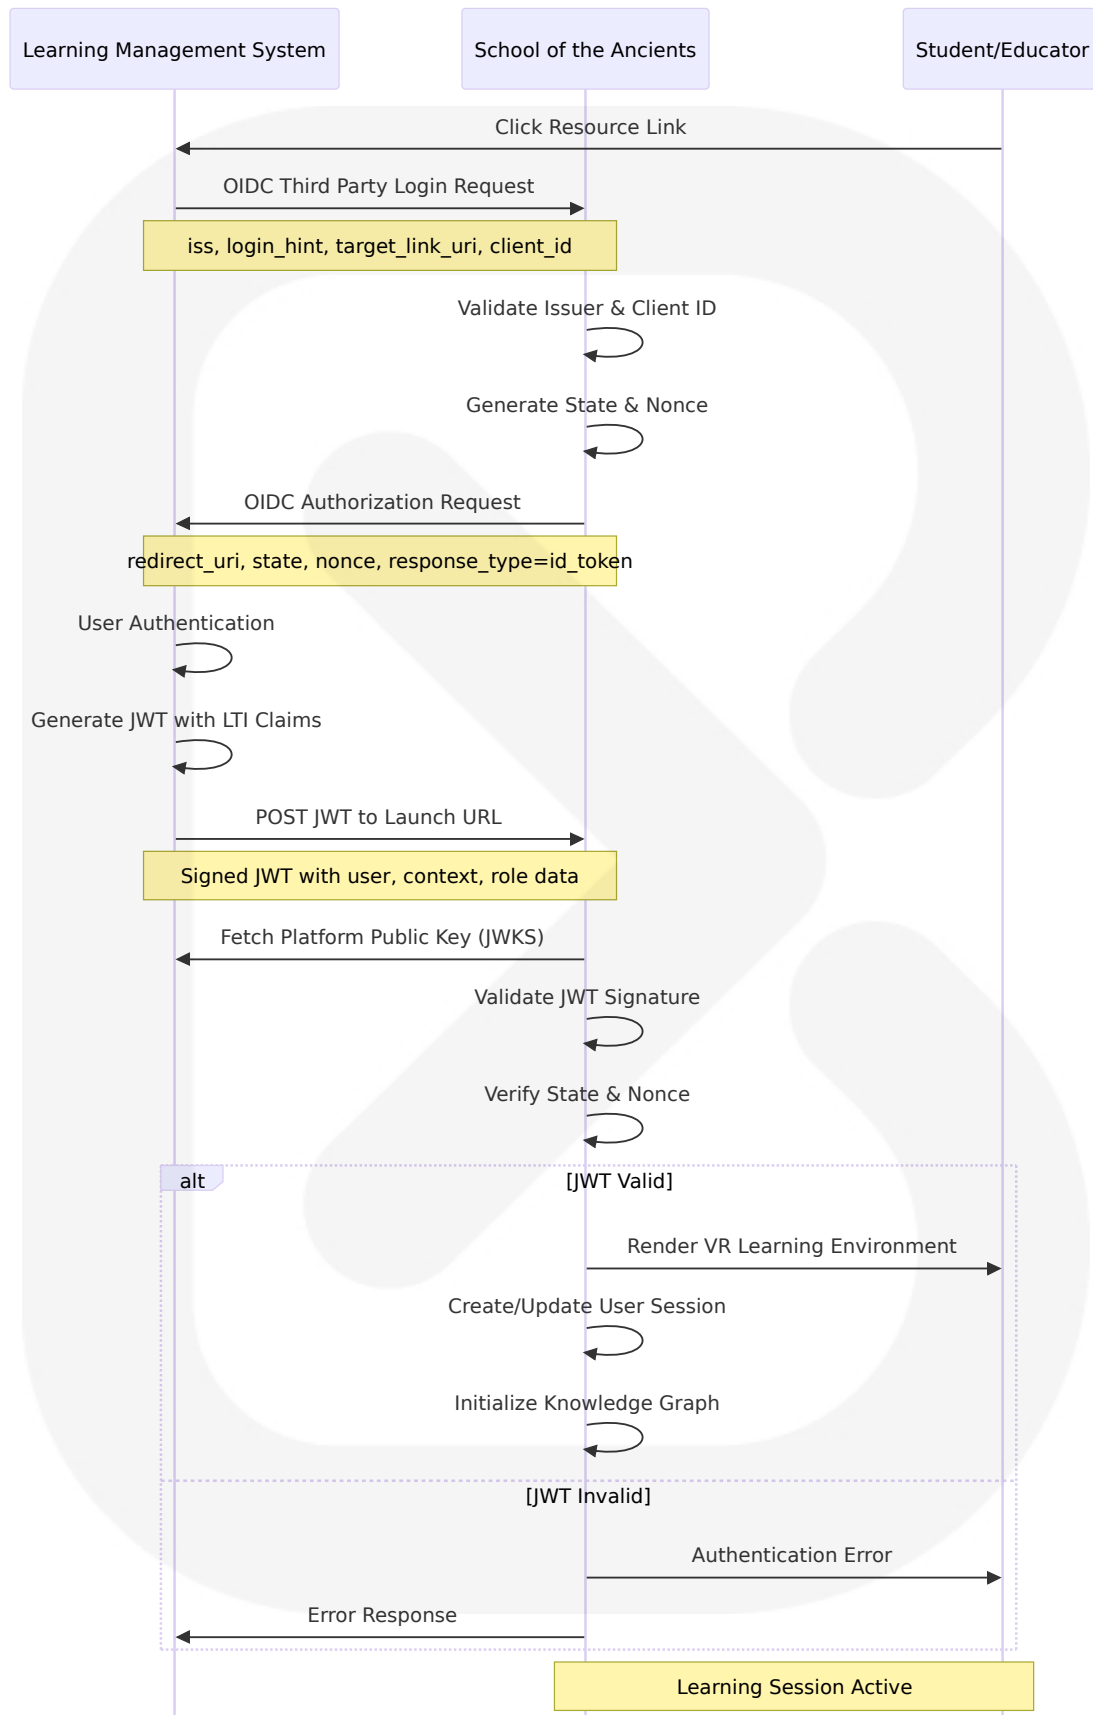 Learning Management System
School of the Ancients
Student/Educator
Click Resource Link
OIDC Third Party Login Request
iss, login_hint, target_link_uri, client_id
Validate Issuer & Client ID
Generate State & Nonce
OIDC Authorization Request
redirect_uri, state, nonce, response_type=id_token
User Authentication
Generate JWT with LTI Claims
POST JWT to Launch URL
Signed JWT with user, context, role data
Fetch Platform Public Key (JWKS)
Validate JWT Signature
Verify State & Nonce
alt
[JWT Valid]
Render VR Learning Environment
Create/Update User Session
Initialize Knowledge Graph
[JWT Invalid]
Authentication Error
Error Response
Learning Session Active